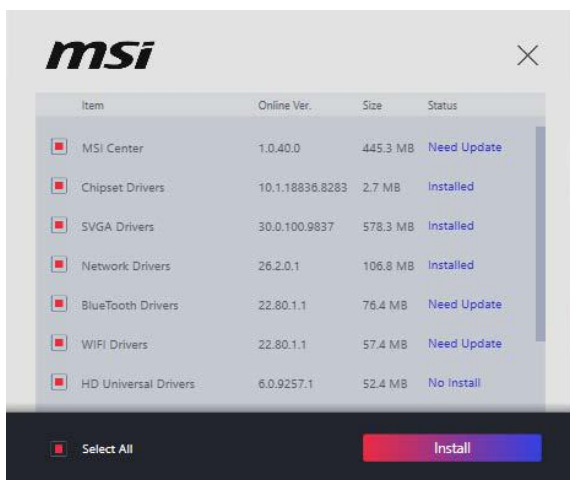 msi
Item Online Ver. Size Status
MSI Center 1.0.40.0 445.3 MB Need Update
Chipset Drivers 10.1.18836.8283 2.7 MB Installed
SVGA Drivers 30.0.100.9837 578.3 MB Installed
Network Drivers 26.2.0.1 106.8 MB Installed
BlueTooth Drivers 22.80.1.1 76.4 MB Need Update
WIFI Drivers 22.80.1.1 57.4 MB Need Update
HD Universal Drivers 6.0.9257.1 52.4 MB No Install
Select All Install